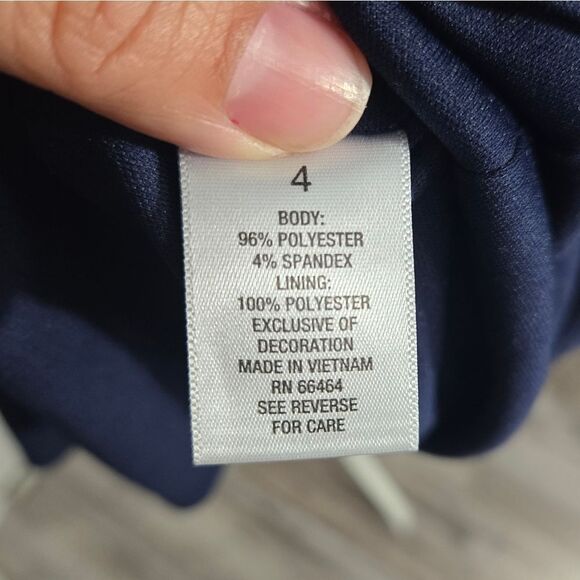 4
BODY:
96% POLYESTER
4% SPANDEX
LINING:
100% POLYESTER
EXCLUSIVE OF
DECORATION
MADE IN VIETNAM
RN 66464
SEE REVERSE
FOR CARE